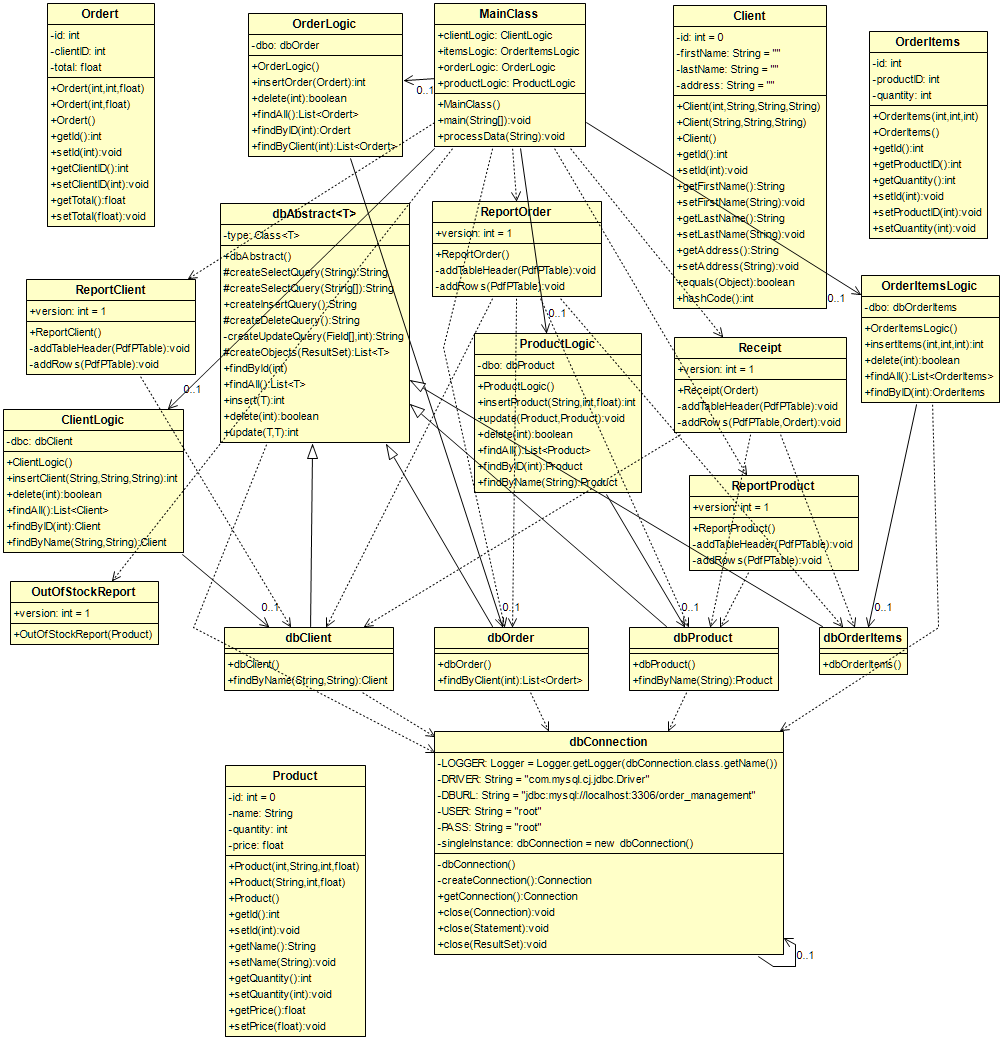 Ordert
-id: int
-clientID: int
-total: float
+Ordert(int,int,float)
+Ordert(int,float)
+Ordert()
+getId():int
+setId(int):void
+getClientID():int
+setClientID(int):void
+getTotal():float
+setTotal(float):void
OrderLogic
-dbo: dbOrder
+OrderLogic()
+insertOrder(Ordert):int
+delete(int):boolean
+findAll():List<Ordert>
+findByID(int):Ordert
+findByClient(int):List<Ordert>
MainClass
+clientLogic: ClientLogic
+itemsLogic: OrderItemsLogic
+orderLogic: OrderLogic
+productLogic: ProductLogic
+MainClass()
+main(String[]):void
+processData(String):void
0..1
Client
-id: int = 0
-firstName: String = ""
-lastName: String = ""
-address: String = ""
+Client(int,String,String,String)
+Client(String,String,String)
+Client()
+getId():int
+setId(int):void
+getFirstName():String
+setFirstName(String):void
+getLastName():String
+setLastName(String):void
+getAddress():String
+setAddress(String):void
+equals(Object):boolean
+hashCode():int
OrderItems
-id: int
-productID: int
-quantity: int
+OrderItems(int,int,int)
+OrderItems()
+getId():int
+getProductID():int
+getQuantity():int
+setId(int):void
+setProductID(int):void
+setQuantity(int):void
dbAbstract<T>
-type: Class<T>
+dbAbstract()
#createSelectQuery(String):String
#createSelectQuery(String[]):String
+createInsertQuery():String
#createDeleteQuery():String
-createUpdateQuery(Field[],int):String
#createObjects(ResultSet):List<T>
+findById(int)
+findAll():List<T>
+insert(T):int
+delete(int):boolean
+update(T,T):int
ReportOrder
+version: int = 1
+ReportOrder()
-addTableHeader(PdfPTable):void
-addRows(PdfPTable):void
0..1
0..1
ReportClient
+version: int = 1
+ReportClient()
-addTableHeader(PdfPTable):void
-addRows(PdfPTable):void
0..1
OrderItemsLogic
-dbo: dbOrderItems
+OrderItemsLogic()
+insertItems(int,int,int):int
+delete(int):boolean
+findAll():List<OrderItems>
+findByID(int):OrderItems
ProductLogic
-dbo: dbProduct
+ProductLogic()
+insertProduct(String,int,float):int
+update(Product,Product):void
+delete(int):boolean
+findAll():List<Product>
+findByID(int):Product
+findByName(String):Product
Receipt
+version: int = 1
+Receipt(Ordert)
-addTableHeader(PdfPTable):void
-addRows(PdfPTable,Ordert):void
ClientLogic
-dbc: dbClient
+ClientLogic()
+insertClient(String,String,String):int
+delete(int):boolean
+findAll():List<Client>
+findByID(int):Client
+findByName(String,String):Client
ReportProduct
+version: int = 1
+ReportProduct()
-addTableHeader(PdfPTable):void
-addRows(PdfPTable):void
OutOfStockReport
+version: int = 1
+OutOfStockReport(Product)
0..1
0..1
0..1
0..1
dbClient
+dbClient()
+findByName(String,String):Client
dbOrder
+dbOrder()
+findByClient(int):List<Ordert>
dbProduct
+dbProduct()
+findByName(String):Product
dbOrderItems
+dbOrderItems()
dbConnection
-LOGGER: Logger = Logger.getLogger(dbConnection.class.getName())
-DRIVER: String = "com.mysql.cj.jdbc.Driver"
-DBURL: String = "jdbc:mysql://localhost:3306/order_management"
-USER: String = "root"
-PASS: String = "root"
-singleInstance: dbConnection = new dbConnection()
-dbConnection()
-createConnection():Connection
+getConnection():Connection
+close(Connection):void
+close(Statement):void
+close(ResultSet):void
0..1
Product
-id: int = 0
-name: String
-quantity: int
-price: float
+Product(int,String,int,float)
+Product(String,int,float)
+Product()
+getId():int
+setId(int):void
+getName():String
+setName(String):void
+getQuantity():int
+setQuantity(int):void
+getPrice():float
+setPrice(float):void